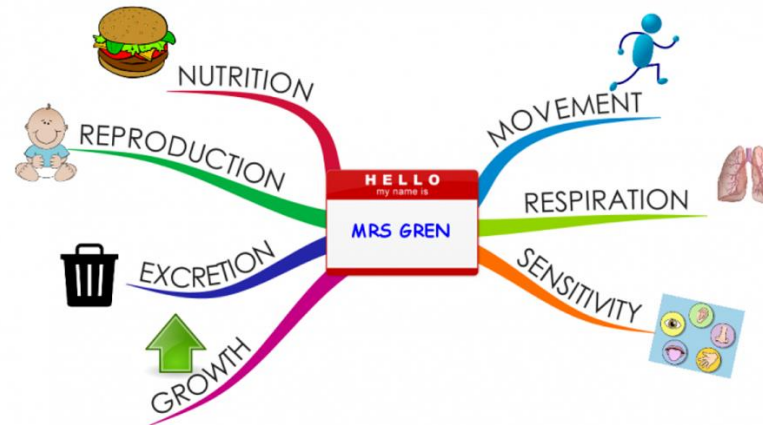 NUTRITION
REPRODUCTION
EXCRETION
GROWTH
HELLO
my name is
MRS GREN
MOVEMENT
RESPIRATION
SENSITIVITY